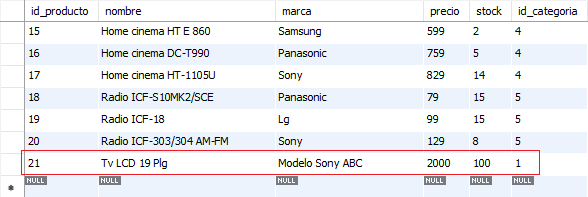 id_producto nombre marca precio stock id_categoria
15 Home cinema HT E 860 Samsung 599 2 4
16 Home cinema DC-T990 Panasonic 759 5 4
17 Home cinema HT-1105U Sony 829 14 4
18 Radio ICF-S10MK2/SCE Panasonic 79 15 5
19 Radio ICF-18 Lg 99 15 5
20 Radio ICF-303/304 AM-FM Sony 129 8 5
21 Tv LCD 19 Plg Modelo Sony ABC 2000 100 1
NULL NULL NULL NULL NULL NULL